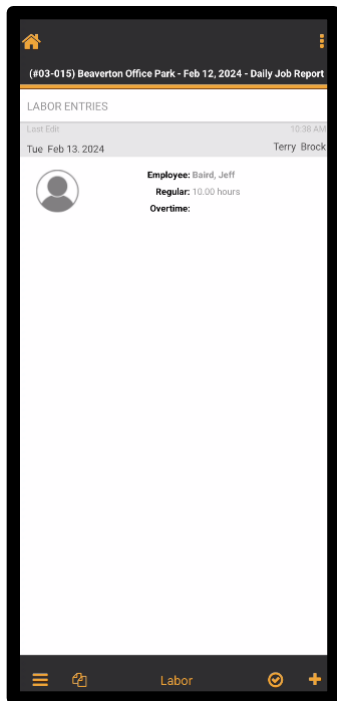 (#03-015) Beaverton Office Park - Feb 12, 2024 - Daily Job Report
LABOR ENTRIES
Last Edit 10:38 AM
Tue Feb 13. 2024 Terry Brock
Employee: Baird, Jeff
Regular: 10.00 hours
Overtime:
Labor